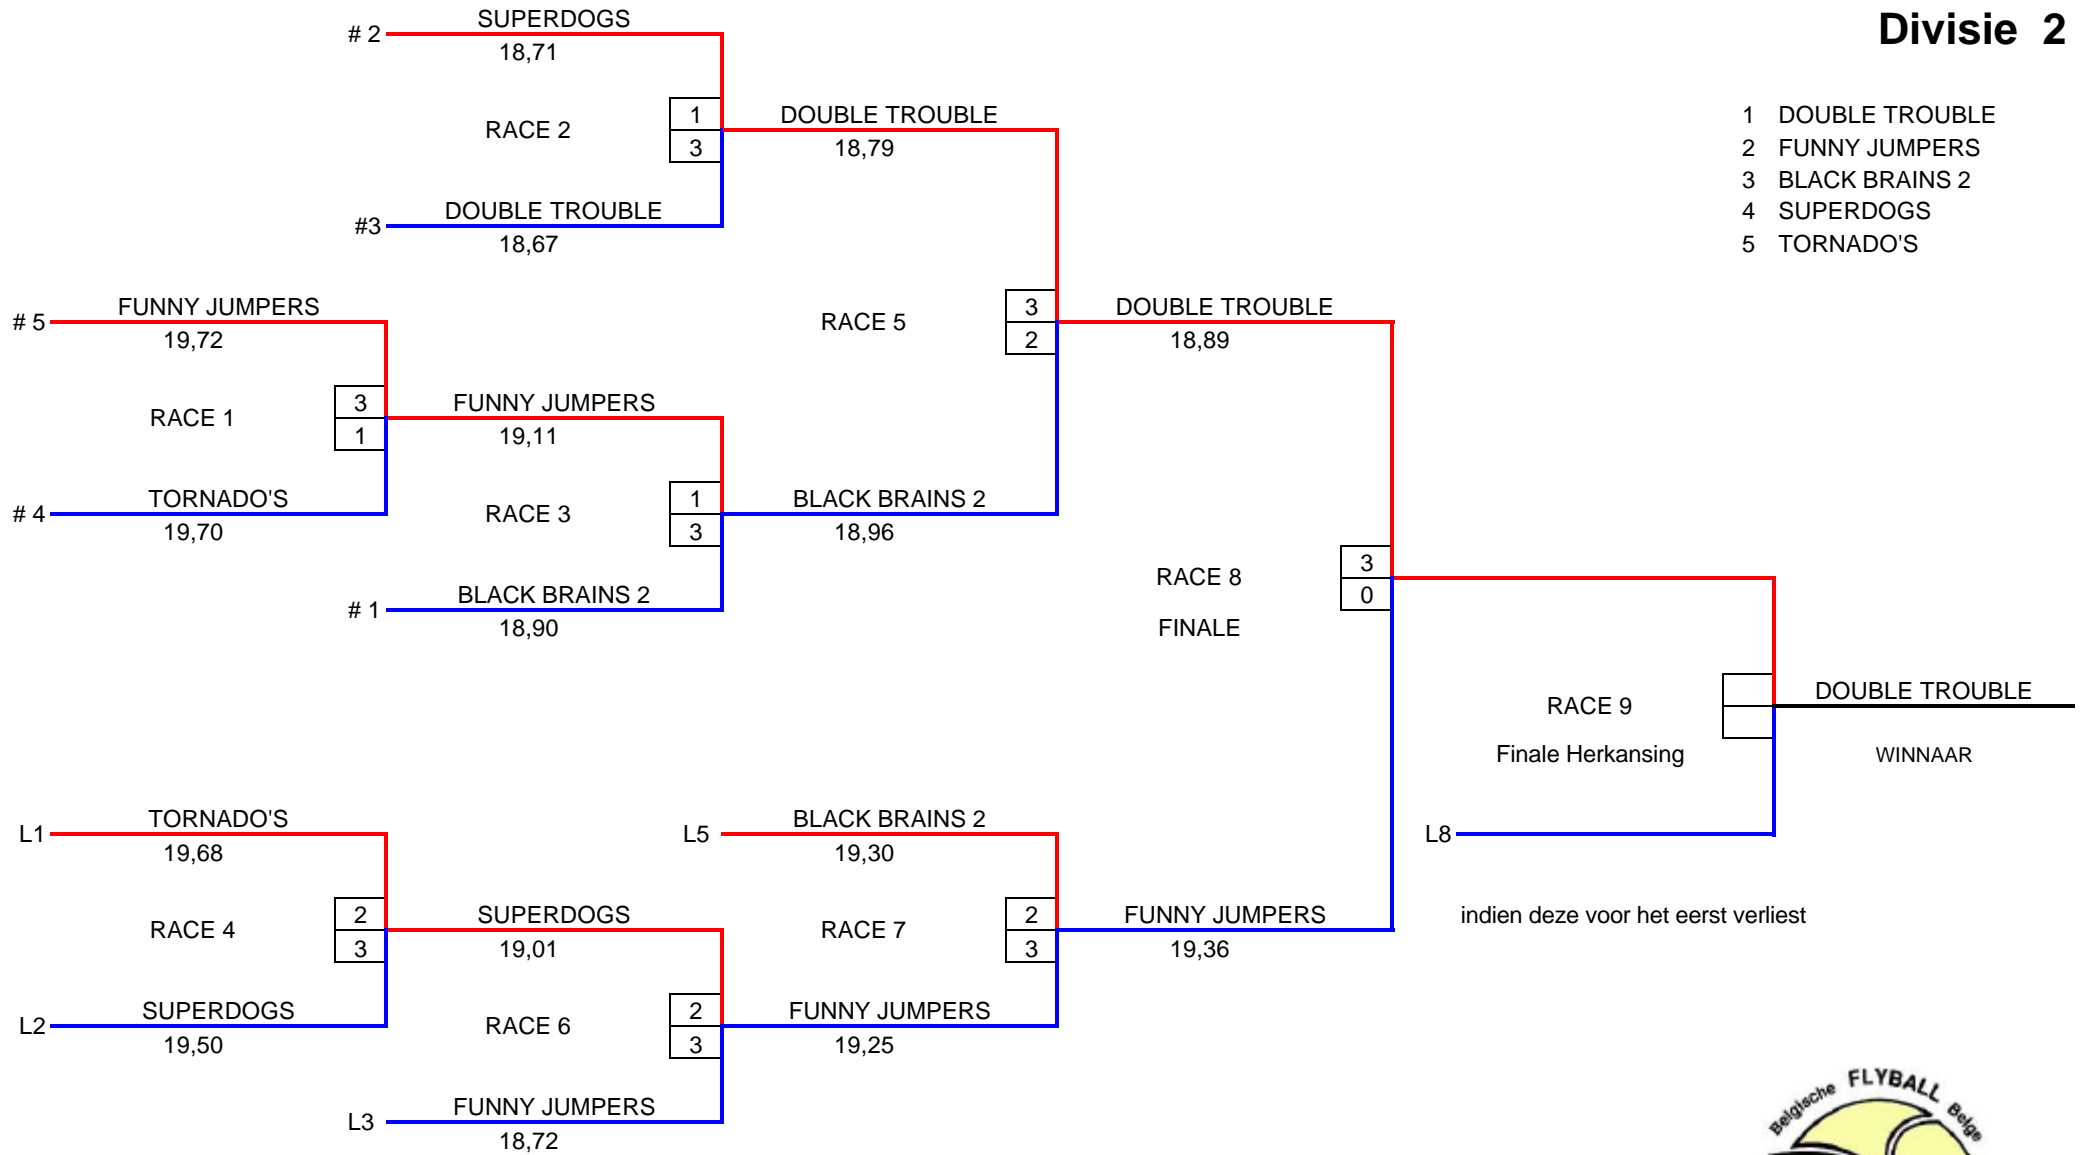 Divisie 2
1 DOUBLE TROUBLE
2 FUNNY JUMPERS
3 BLACK BRAINS 2
4 SUPERDOGS
5 TORNADO'S
# 2 SUPERDOGS
18,71
RACE 2
1
3
#3 DOUBLE TROUBLE
18,67
DOUBLE TROUBLE
18,79
# 5 FUNNY JUMPERS
19,72
RACE 1
3
1
# 4 TORNADO'S
19,70
FUNNY JUMPERS
19,11
RACE 3
1
3
# 1 BLACK BRAINS 2
18,90
RACE 5
3
2
BLACK BRAINS 2
18,96
DOUBLE TROUBLE
18,89
RACE 8
3
0
FINALE
RACE 9
Finale Herkansing
DOUBLE TROUBLE
WINNAAR
L8
indien deze voor het eerst verliest
L1 TORNADO'S
19,68
RACE 4
2
3
L2 SUPERDOGS
19,50
SUPERDOGS
19,01
RACE 6
2
3
L3 FUNNY JUMPERS
18,72
L5 BLACK BRAINS 2
19,30
RACE 7
2
3
FUNNY JUMPERS
19,25
FUNNY JUMPERS
19,36
Belgische FLYBALL Belge